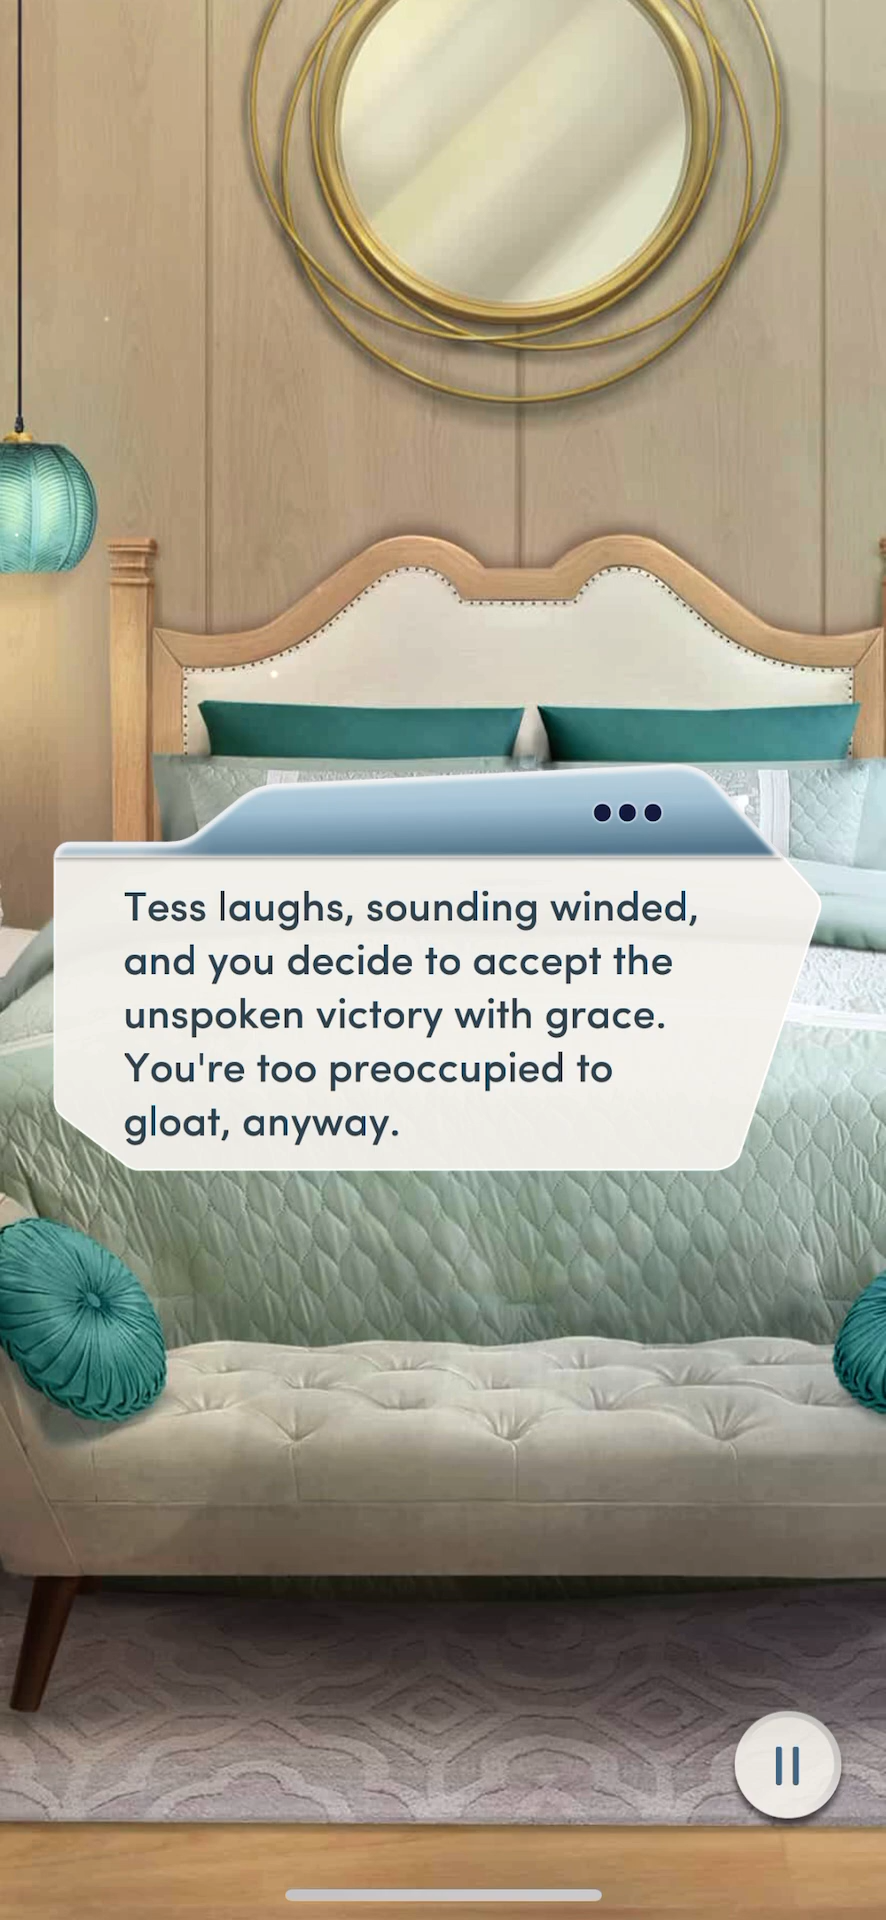 Tess laughs, sounding winded,
and you decide to accept the
unspoken victory with grace.
You're too preoccupied to
gloat, anyway.